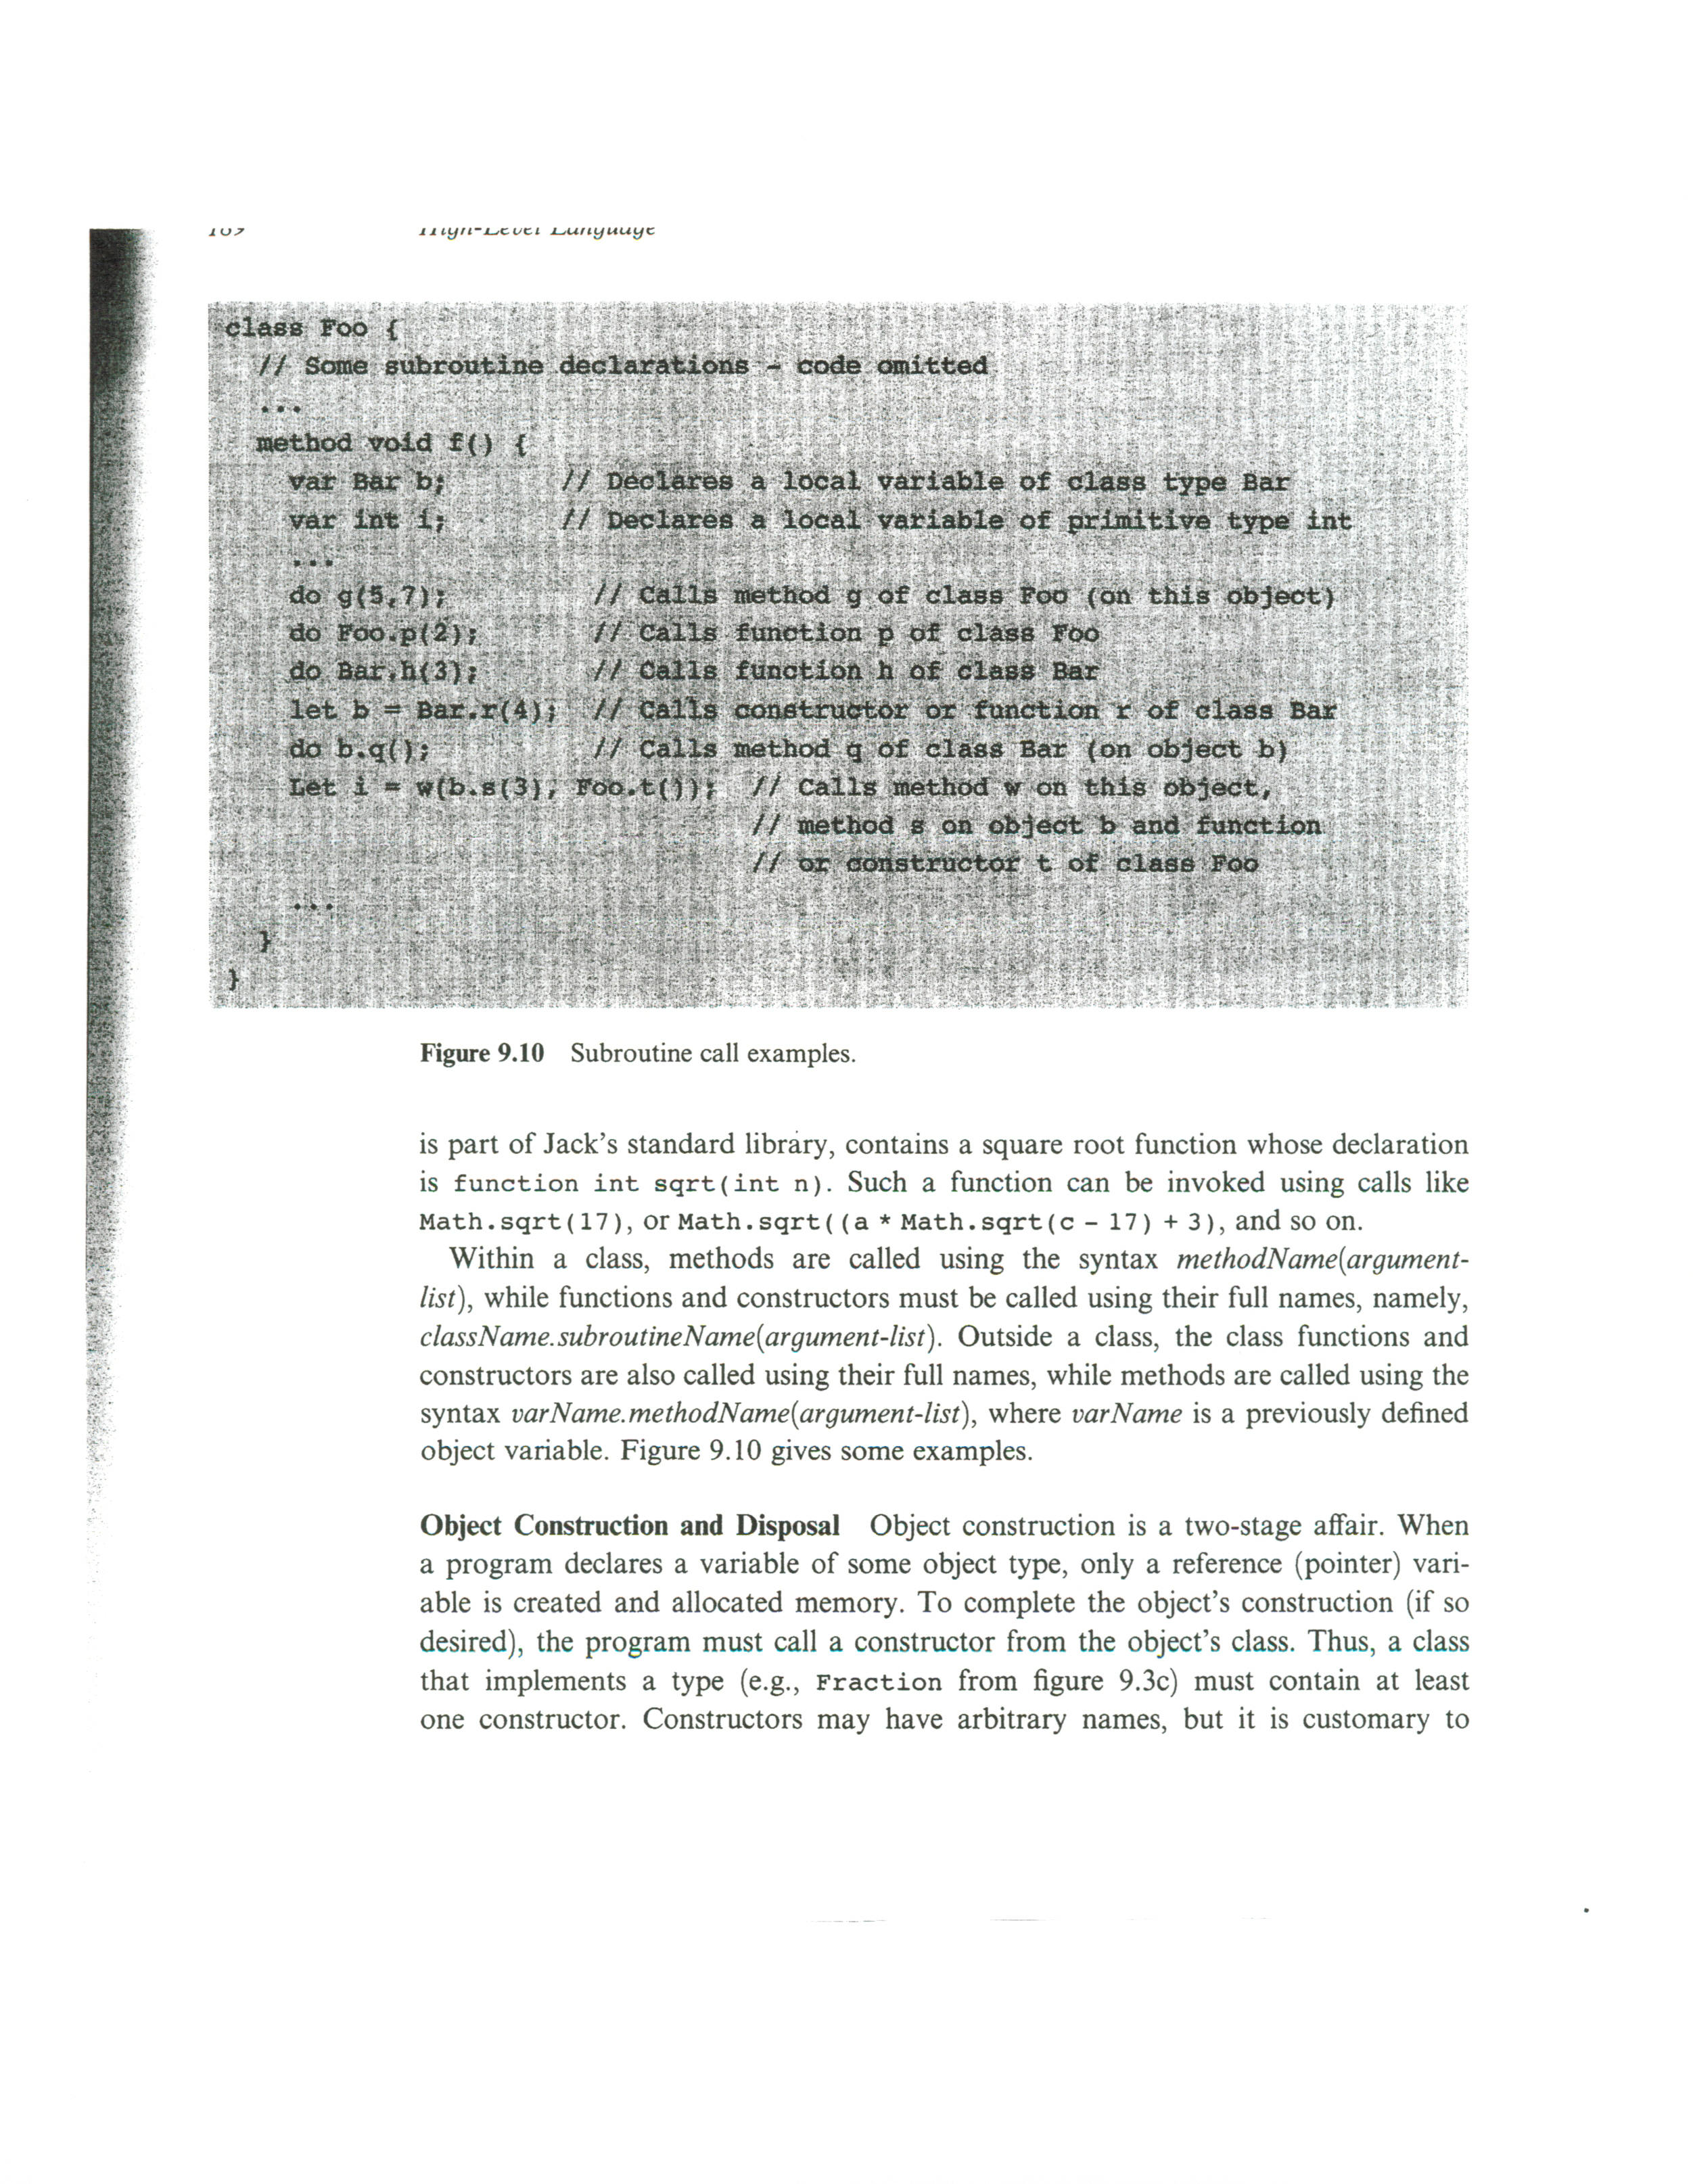 189 High-Level Language
class Foo {
// Some subroutine declarations - code omitted
...
method void f() {
var Bar b; // Declares a local variable of class type Bar
var int i; // Declares a local variable of primitive type int
...
do g(5,7); // Calls method g of class Foo (on this object)
do Foo.p(2); // Calls function p of class Foo
do Bar.h(3); // Calls function h of class Bar
let b = Bar.r(4); // Calls constructor or function r of class Bar
do b.q(); // Calls method q of class Bar (on object b)
Let i = w(b.s(3), Foo.t()); // Calls method w on this object,
// method s on object b and function
// or constructor t of class Foo
...
}
}
Figure 9.10 Subroutine call examples.
is part of Jack's standard library, contains a square root function whose declaration
is function int sqrt(int n). Such a function can be invoked using calls like
Math.sqrt(17), or Math.sqrt((a * Math.sqrt(c - 17) + 3), and so on.
Within a class, methods are called using the syntax methodName(argument-
list), while functions and constructors must be called using their full names, namely,
className.subroutineName(argument-list). Outside a class, the class functions and
constructors are also called using their full names, while methods are called using the
syntax varName.methodName(argument-list), where varName is a previously defined
object variable. Figure 9.10 gives some examples.
Object Construction and Disposal Object construction is a two-stage affair. When
a program declares a variable of some object type, only a reference (pointer) vari-
able is created and allocated memory. To complete the object's construction (if so
desired), the program must call a constructor from the object's class. Thus, a class
that implements a type (e.g., Fraction from figure 9.3c) must contain at least
one constructor. Constructors may have arbitrary names, but it is customary to